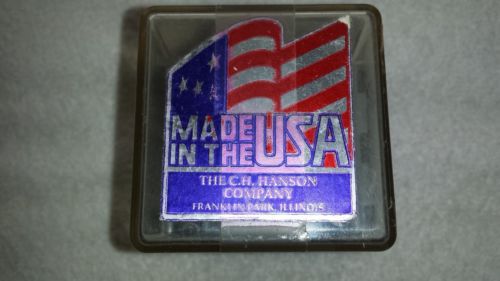 MADE
IN THE USA
THE C.H. HANSON
COMPANY
FRANKLIN PARK, ILLINOIS